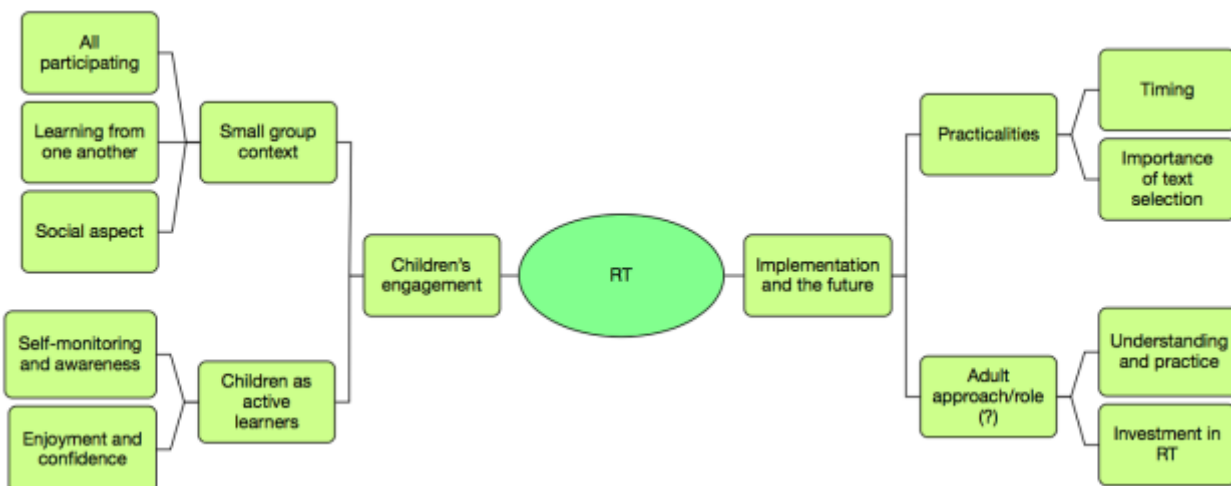 All
participating
Learning from
one another
Social aspect
Small group
context
Self-monitoring
and awareness
Enjoyment and
confidence
Children as
active
learners
Children's
engagement
RT
Implementation
and the future
Practicalities
Timing
Importance
of text
selection
Adult
approach/role
(?)
Understanding
and practice
Investment in
RT